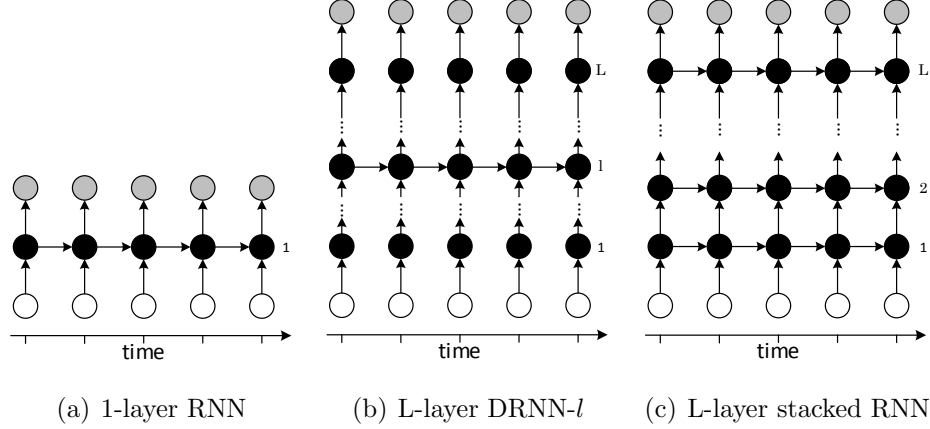 L
L
l
2
1
1
1
time
time
time
(a) 1-layer RNN
(b) L-layer DRNN-l
(c) L-layer stacked RNN